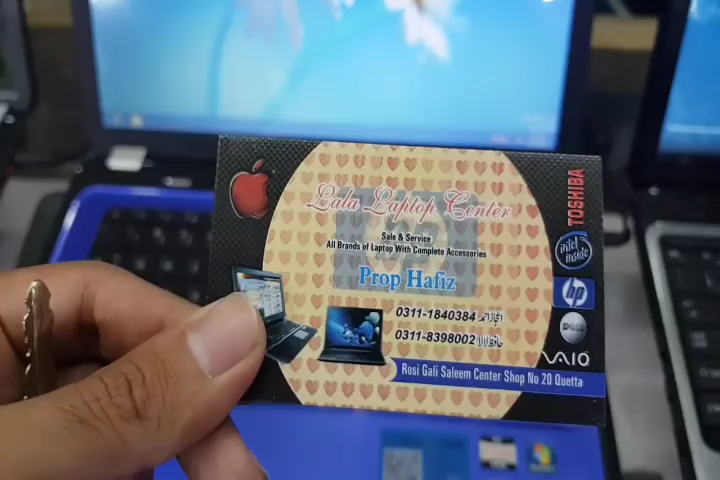 Lala Laptop Center
TOSHIBA
Sale & Service
All Brands of Laptop With Complete Accessories
intel inside
Prop Hafiz
hp
0311-1840384
DELL
0311-8398002
VAIO
Rosi Gali Saleem Center Shop No 20 Quetta